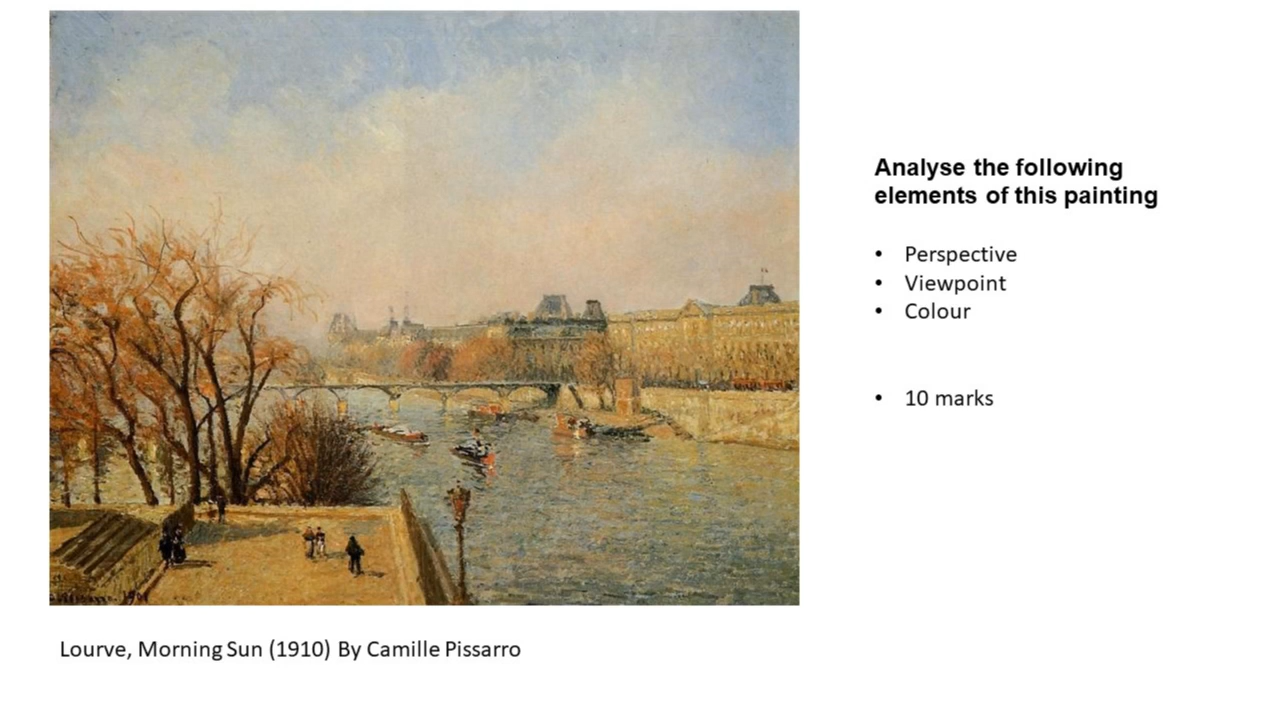 Analyse the following
elements of this painting
• Perspective
• Viewpoint
• Colour
• 10 marks
Lourve, Morning Sun (1910) By Camille Pissarro